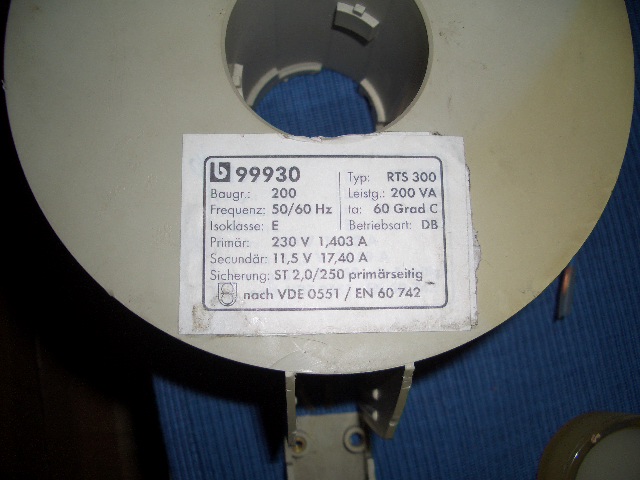 99930
Typ: RTS 300
Baugr.: 200
Leistg.: 200 VA
Frequenz: 50/60 Hz
ta: 60 Grad C
Isoklasse: E
Betriebsart: DB
Primär: 230 V 1,403 A
Secundär: 11,5 V 17,40 A
Sicherung: ST 2,0/250 primärseitig
nach VDE 0551 / EN 60 742